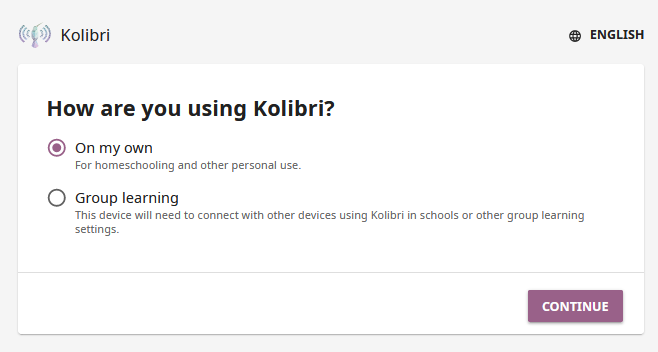 Kolibri
ENGLISH
How are you using Kolibri?
On my own
For homeschooling and other personal use.
Group learning
This device will need to connect with other devices using Kolibri in schools or other group learning
settings.
CONTINUE